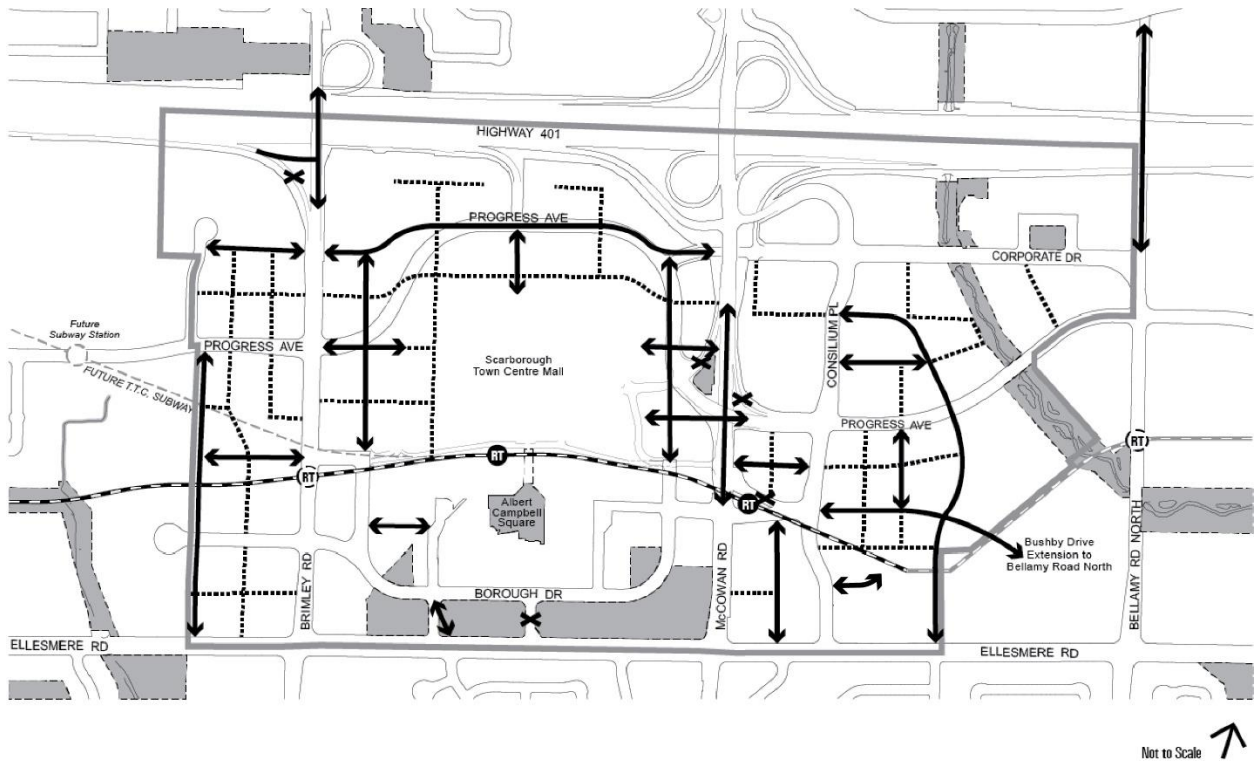 HIGHWAY 401
PROGRESS AVE
CORPORATE DR
Future
Subway Station
PROGRESS AVE
FUTURE T.T.C. SUBWAY
Scarborough
Town Centre Mall
CONSILIUM PL
PROGRESS AVE
RT
RT
RT
RT
Albert
Campbell
Square
BRIMLEY RD
McCOWAN RD
BELLAMY RD NORTH
Bushby Drive
Extension to
Bellamy Road North
BOROUGH DR
ELLESMERE RD
ELLESMERE RD
Not to Scale